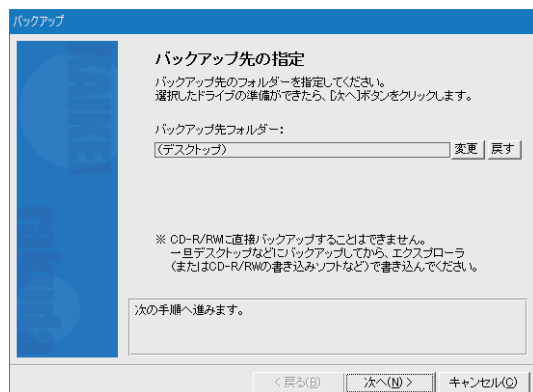 バックアップ
バックアップ先の指定
バックアップ先のフォルダーを指定してください。
選択したドライブの準備ができたら、[次へ]ボタンをクリックします。
バックアップ先フォルダー:
(デスクトップ)
変更
戻す
※ CD-R/RWに直接バックアップすることはできません。
一旦デスクトップなどにバックアップしてから、エクスプローラ
(またはCD-R/RWの書き込みソフトなど)で書き込んでください。
次の手順へ進みます。
< 戻る(B)
次へ(N) >
キャンセル(C)
KAIKEI
rakuda